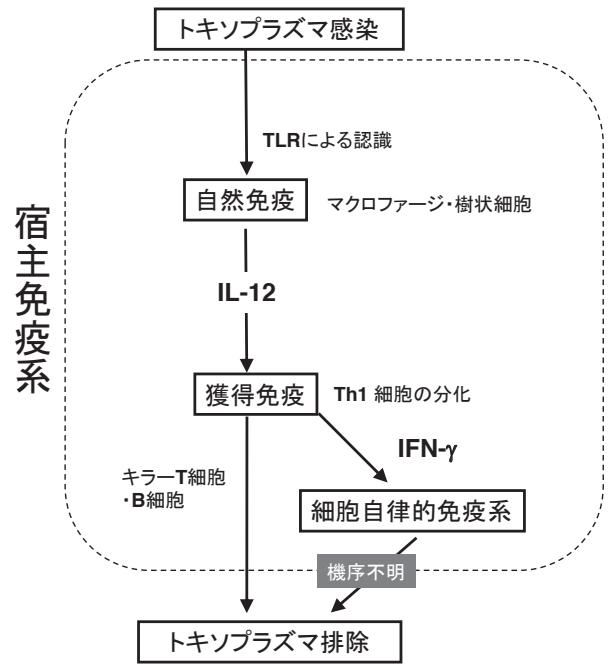 トキソプラズマ感染
TLRによる認識
自然免疫
マクロファージ・樹状細胞
宿主免疫系
IL-12
獲得免疫
Th1 細胞の分化
IFN-γ
キラーT細胞
・B細胞
細胞自律的免疫系
機序不明
トキソプラズマ排除